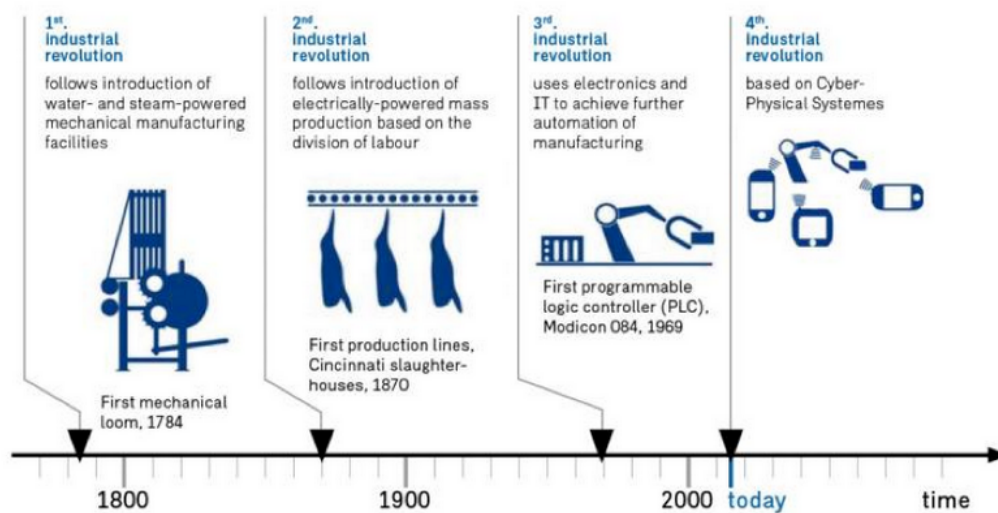 1st.
industrial
revolution
follows introduction of
water- and steam-powered
mechanical manufacturing
facilities
First mechanical
loom, 1784
2nd.
industrial
revolution
follows introduction of
electrically-powered mass
production based on the
division of labour
First production lines,
Cincinnati slaughter-
houses, 1870
3rd.
industrial
revolution
uses electronics and
IT to achieve further
automation of
manufacturing
First programmable
logic controller (PLC),
Modicon 084, 1969
4th.
industrial
revolution
based on Cyber-
Physical Systemes
1800
1900
2000
today
time